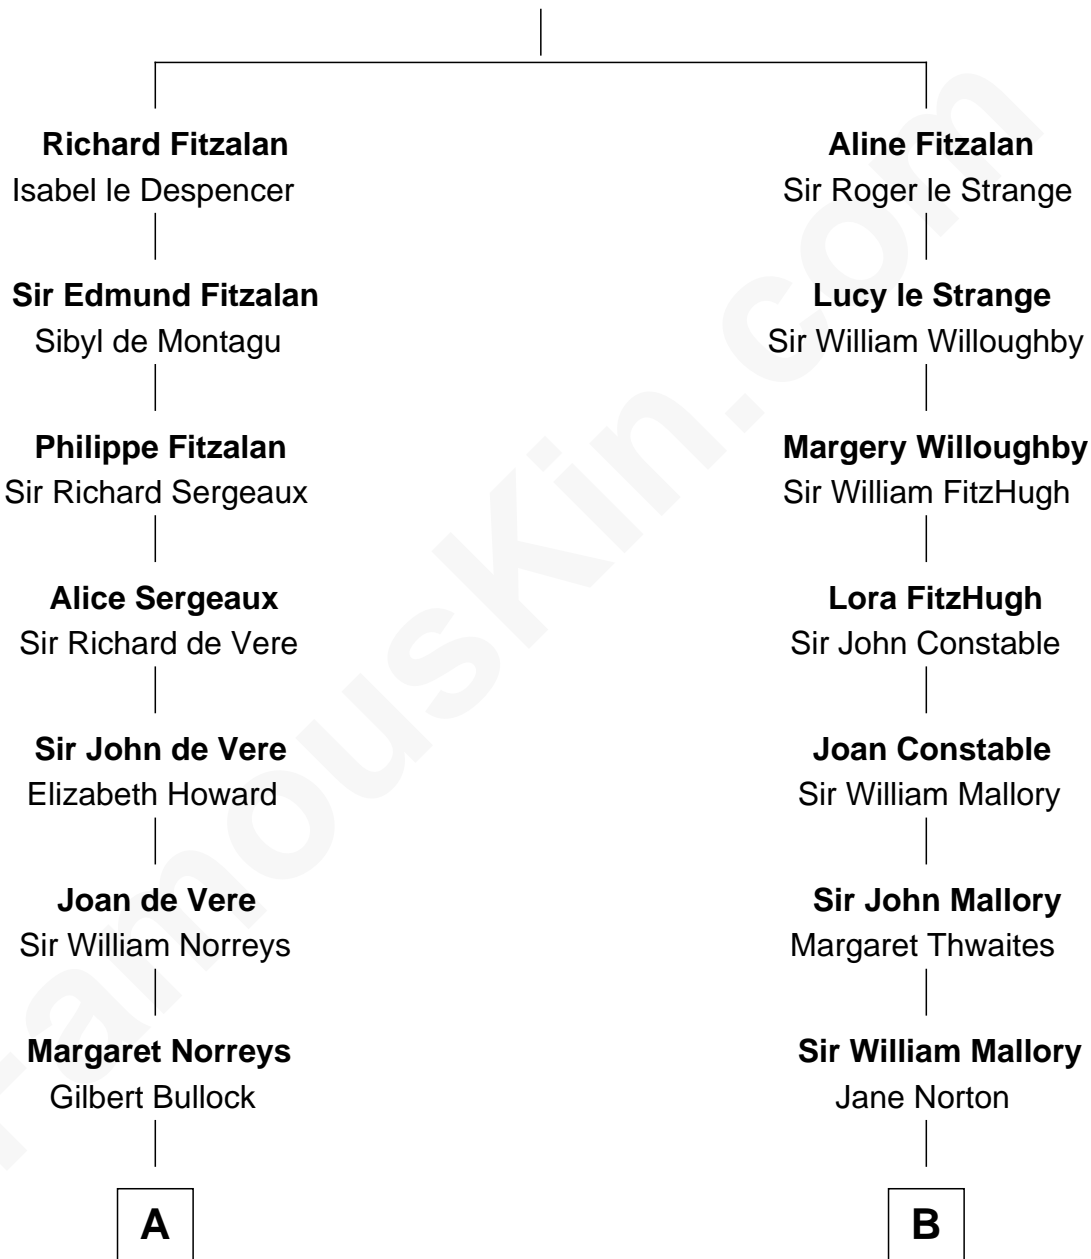 Richard Fitzalan
Isabel le Despencer
Sir Edmund Fitzalan
Sibyl de Montagu
Philippe Fitzalan
Sir Richard Sergeaux
Alice Sergeaux
Sir Richard de Vere
Sir John de Vere
Elizabeth Howard
Joan de Vere
Sir William Norreys
Margaret Norreys
Gilbert Bullock
A
Aline Fitzalan
Sir Roger le Strange
Lucy le Strange
Sir William Willoughby
Margery Willoughby
Sir William FitzHugh
Lora FitzHugh
Sir John Constable
Joan Constable
Sir William Mallory
Sir John Mallory
Margaret Thwaites
Sir William Mallory
Jane Norton
B
FamousKin.com